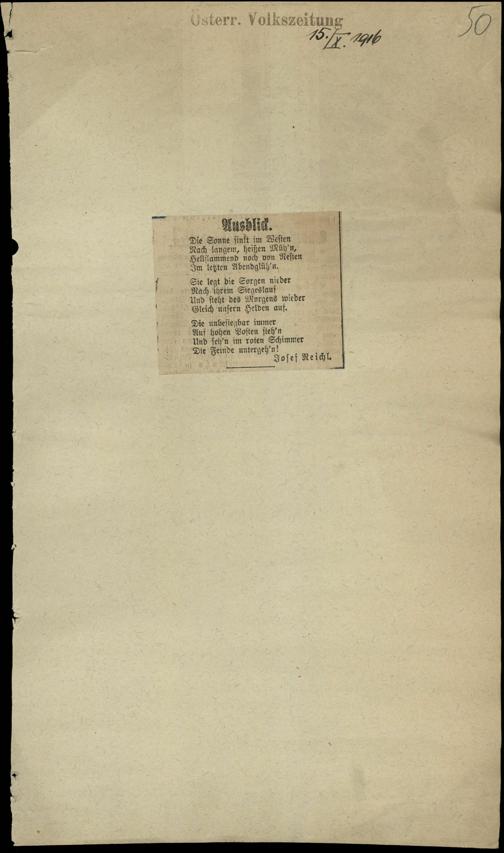 Österr. Volkszeitung
15./X. 1916
50
Ausblick.
Die Sonne sinkt im Westen
Nach langem, heißen Müh'n,
Hellflammend noch von Resten
Im letzten Abendglüh'n.
Sie legt die Sorgen nieder
Nach ihrem Siegeslauf
Und steht des Morgens wieder
Gleich unsern Helden auf.
Die unbesiegbar immer
Auf hohen Posten steh'n
Und seh'n im roten Schimmer
Die Feinde untergeh'n!
Josef Reichl.